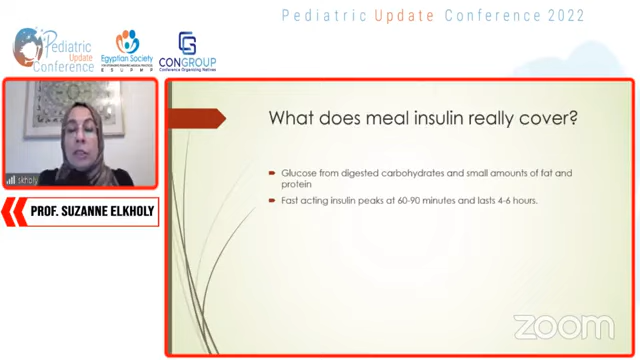 Pediatric Update Conference 2022
Pediatric
Update
Conference
Egyptian Society
ESUPMP
CONGROUP
Conference Organizing Natives
skholy
PROF. SUZANNE ELKHOLY
What does meal insulin really cover?
Glucose from digested carbohydrates and small amounts of fat and
protein
Fast acting insulin peaks at 60-90 minutes and lasts 4-6 hours.
zoom